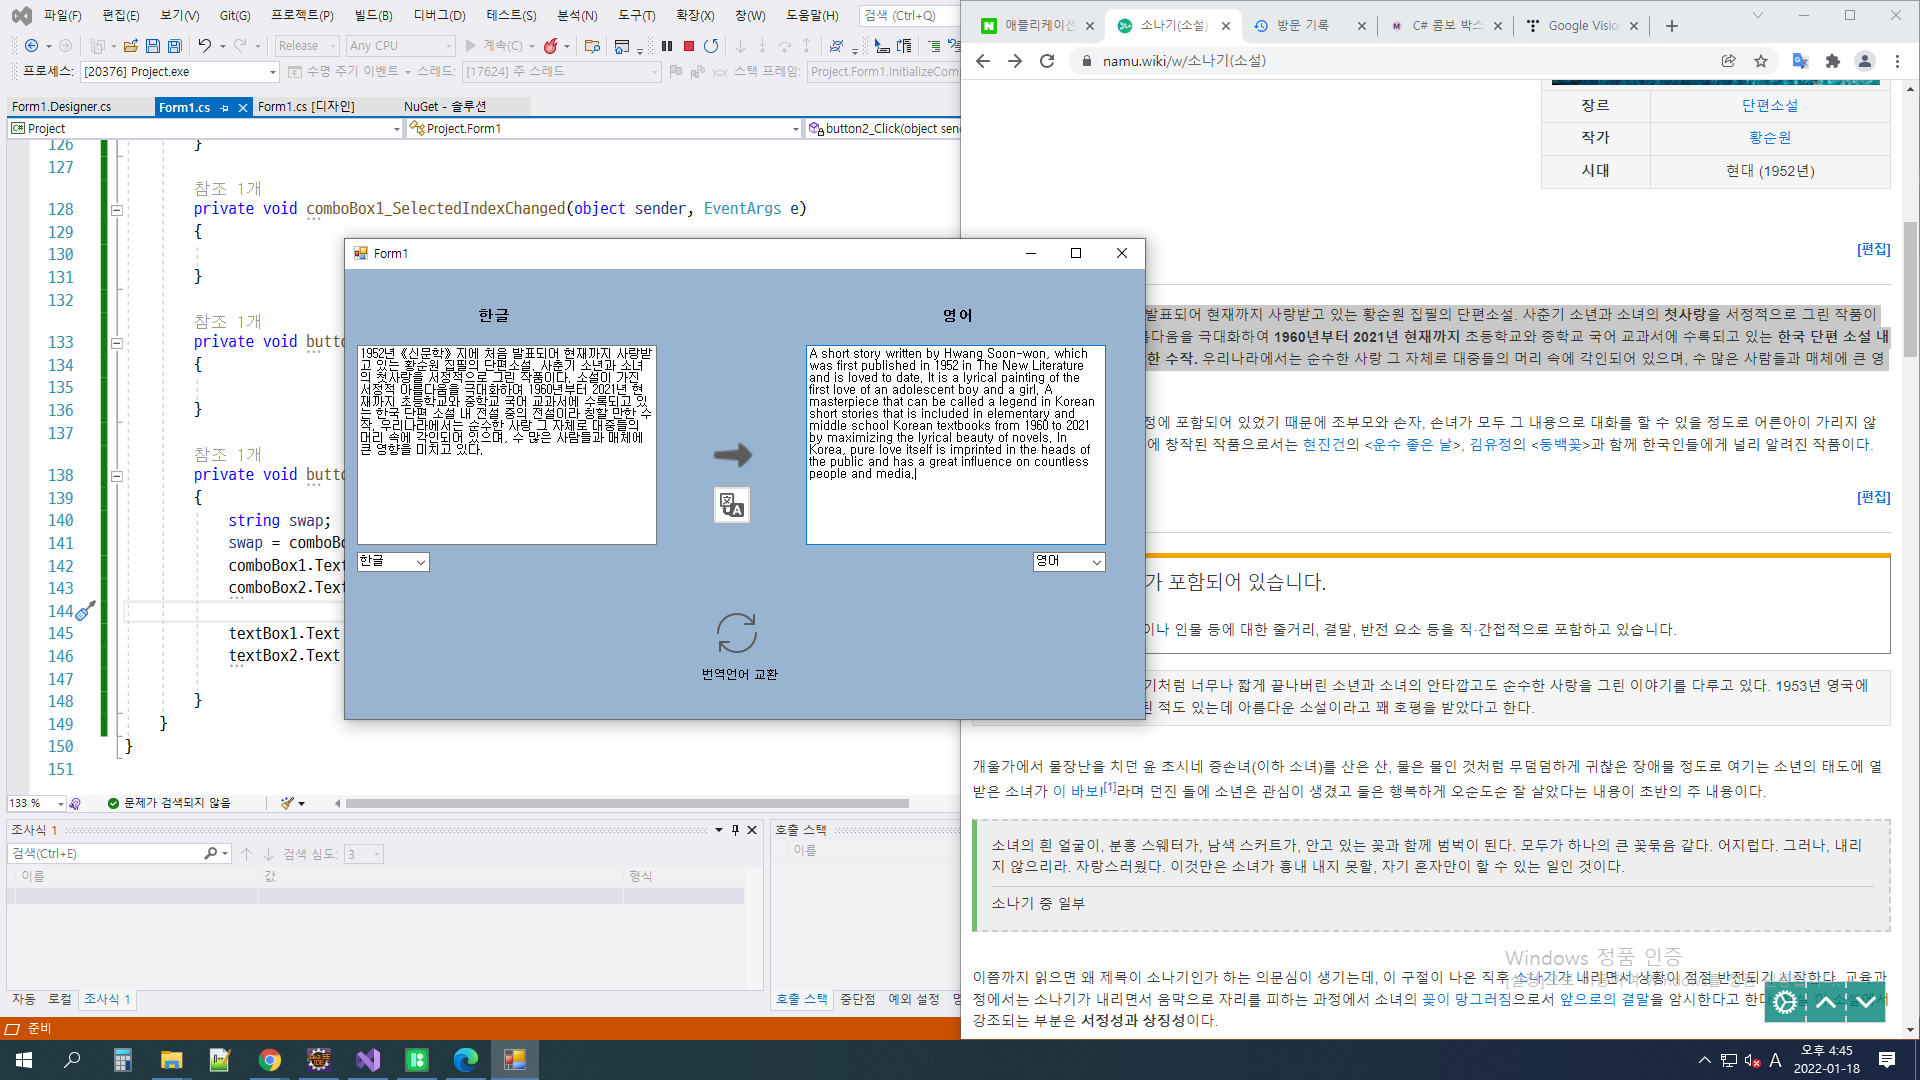 파일(F) 편집(E) 보기(V) Git(G) 프로젝트(P) 빌드(B) 디버그(D) 테스트(S) 분석(N) 도구(T) 확장(X) 창(W) 도움말(H) 검색 (Ctrl+Q)
Release Any CPU 계속(C)
프로세스: [20376] Project.exe 수명 주기 이벤트 스레드: [17624] 주 스레드 스택 프레임: Project.Form1.InitializeCom
Form1.Designer.cs Form1.cs Form1.cs [디자인] NuGet - 솔루션
Project Project.Form1 button2_Click(object send
126 }
127
참조 1개
128 private void comboBox1_SelectedIndexChanged(object sender, EventArgs e)
129 {
130
131 }
132
참조 1개
133 private void butto
134 {
135
136 }
137
참조 1개
138 private void butto
139 {
140 string swap;
141 swap = comboBo
142 comboBox1.Text
143 comboBox2.Text
144
145 textBox1.Text
146 textBox2.Text
147
148 }
149 }
150 }
151
133 % 문제가 검색되지 않음
조사식 1
검색(Ctrl+E) 검색 심도: 3
이름 값 형식
자동 로컬 조사식 1
호출 스택
이름
호출 스택 중단점 예외 설정
준비
Form1
한글
1952년 《신문학》 지에 처음 발표되어 현재까지 사랑받
고 있는 황순원 집필의 단편소설. 사춘기 소년과 소녀
의 첫사랑을 서정적으로 그린 작품이다. 소설이 가진
서정적 아름다움을 극대화하여 1960년부터 2021년 현
재까지 초등학교와 중학교 국어 교과서에 수록되고 있
는 한국 단편 소설 내 전설 중의 전설이라 칭할 만한 수
작. 우리나라에서는 순수한 사랑 그 자체로 대중들의
머리 속에 각인되어 있으며, 수 많은 사람들과 매체에
큰 영향을 미치고 있다.
한글
영어
A short story written by Hwang Soon-won, which
was first published in 1952 in The New Literature
and is loved to date. It is a lyrical painting of the
first love of an adolescent boy and a girl. A
masterpiece that can be called a legend in Korean
short stories that is included in elementary and
middle school Korean textbooks from 1960 to 2021
by maximizing the lyrical beauty of novels. In
Korea, pure love itself is imprinted in the heads of
the public and has a great influence on countless
people and media.
영어
번역언어 교환
애플리케이션 소나기(소설) 방문 기록 C# 콤보 박스 Google Visio
namu.wiki/w/소나기(소설)
장르 단편소설
작가 황순원
시대 현대 (1952년)
[편집]
발표되어 현재까지 사랑받고 있는 황순원 집필의 단편소설. 사춘기 소년과 소녀의 첫사랑을 서정적으로 그린 작품이
다움을 극대화하여 1960년부터 2021년 현재까지 초등학교와 중학교 국어 교과서에 수록되고 있는 한국 단편 소설 내
한 수작. 우리나라에서는 순수한 사랑 그 자체로 대중들의 머리 속에 각인되어 있으며, 수 많은 사람들과 매체에 큰 영
정에 포함되어 있었기 때문에 조부모와 손자, 손녀가 모두 그 내용으로 대화를 할 수 있을 정도로 어른아이 가리지 않
에 창작된 작품으로서는 현진건의 <운수 좋은 날>, 김유정의 <동백꽃>과 함께 한국인들에게 널리 알려진 작품이다.
[편집]
가 포함되어 있습니다.
이나 인물 등에 대한 줄거리, 결말, 반전 요소 등을 직·간접적으로 포함하고 있습니다.
기처럼 너무나 짧게 끝나버린 소년과 소녀의 안타깝고도 순수한 사랑을 그린 이야기를 다루고 있다. 1953년 영국에
된 적도 있는데 아름다운 소설이라고 꽤 호평을 받았다고 한다.
개울가에서 물장난을 치던 윤 초시네 증손녀(이하 소녀)를 산은 산, 물은 물인 것처럼 무덤덤하게 귀찮은 장애물 정도로 여기는 소년의 태도에 열
받은 소녀가 이 바보![1]라며 던진 돌에 소년은 관심이 생겼고 둘은 행복하게 오순도순 잘 살았다는 내용이 초반의 주 내용이다.
소녀의 흰 얼굴이, 분홍 스웨터가, 남색 스커트가, 안고 있는 꽃과 함께 범벅이 된다. 모두가 하나의 큰 꽃묶음 같다. 어지럽다. 그러나, 내리
지 않으리라. 자랑스러웠다. 이것만은 소녀가 흉내 내지 못할, 자기 혼자만이 할 수 있는 일인 것이다.
소나기 중 일부
Windows 정품 인증
이쯤까지 읽으면 왜 제목이 소나기인가 하는 의문심이 생기는데, 이 구절이 나온 직후 소나기가 내리면서 상황이 점점 반전되기 시작한다. 교육과
정에서는 소나기가 내리면서 움막으로 자리를 피하는 과정에서 소녀의 꽃이 망그러짐으로서 앞으로의 결말을 암시한다고 한다
강조되는 부분은 서정성과 상징성이다.
A 오후 4:45
2022-01-18